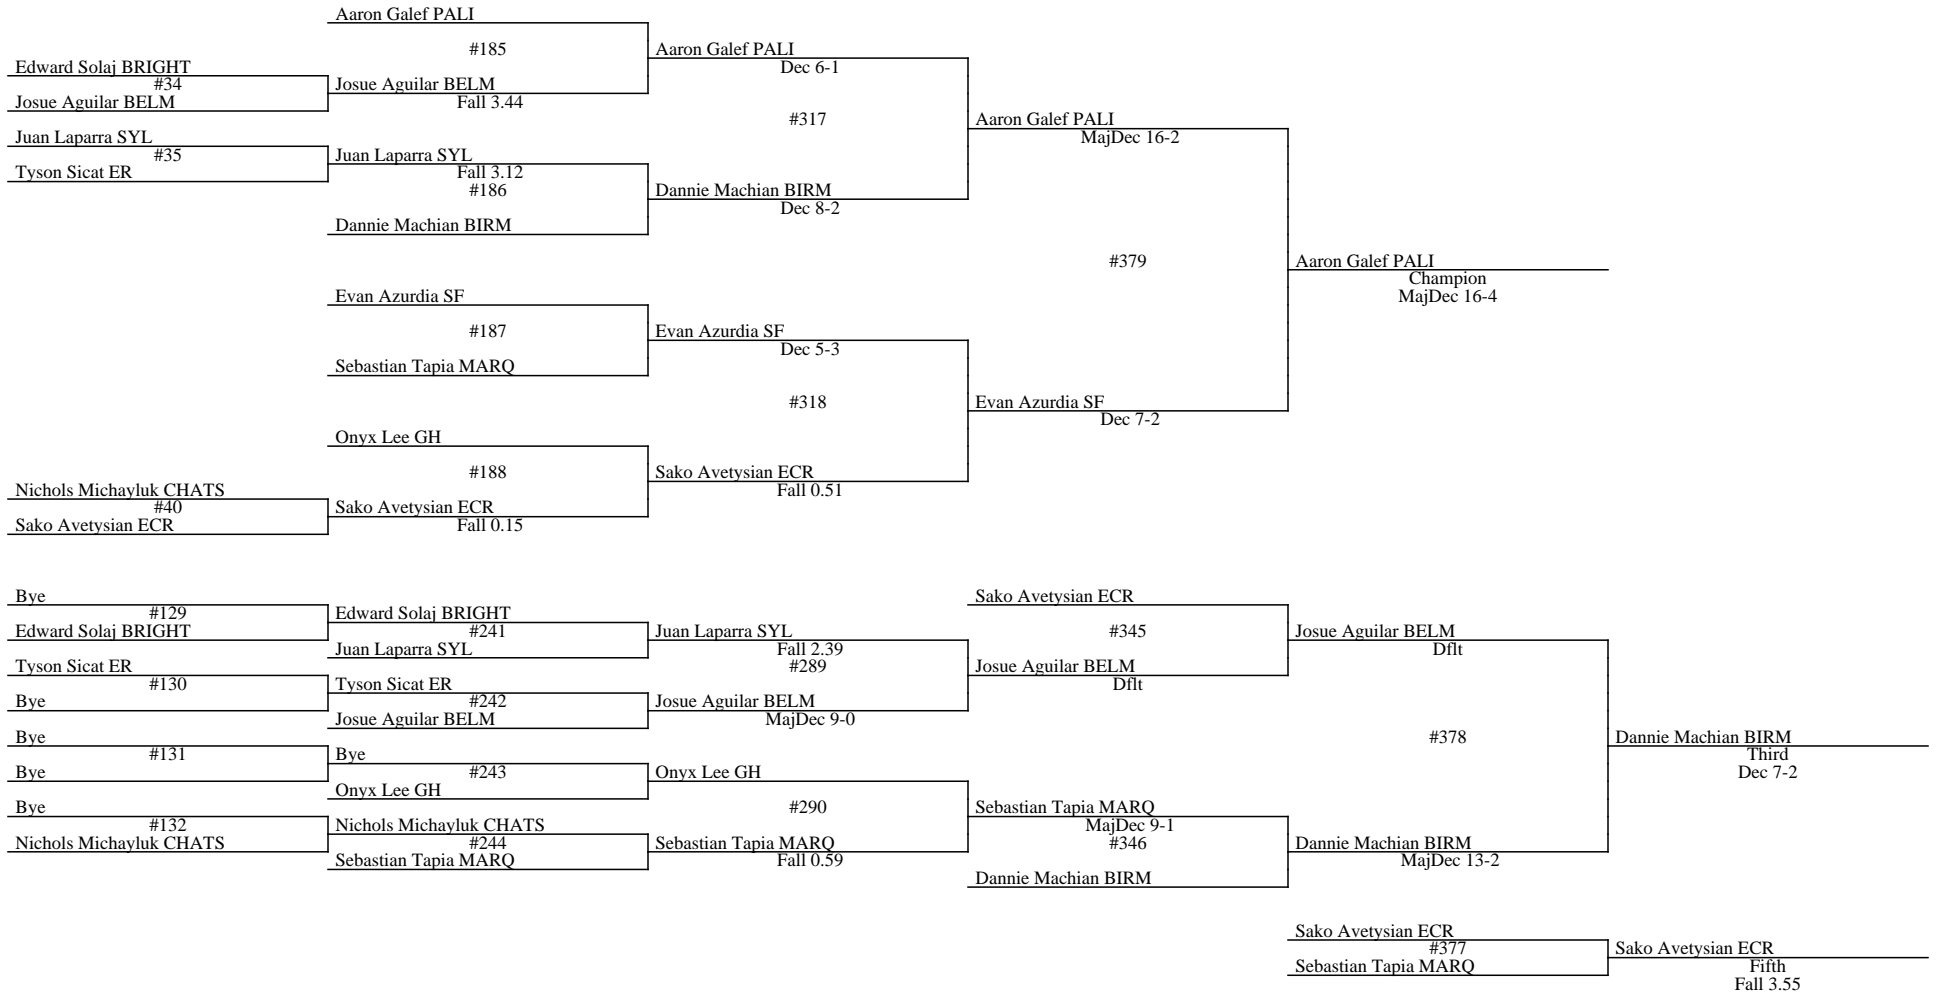 Aaron Galef PALI
#185
Aaron Galef PALI
Dec 6-1
Edward Solaj BRIGHT
#34
Josue Aguilar BELM
Josue Aguilar BELM
Fall 3.44
#317
Aaron Galef PALI
MajDec 16-2
Juan Laparra SYL
#35
Tyson Sicat ER
Juan Laparra SYL
Fall 3.12
#186
Dannie Machian BIRM
Dec 8-2
Dannie Machian BIRM
#379
Aaron Galef PALI
Champion
MajDec 16-4
Evan Azurdia SF
#187
Evan Azurdia SF
Dec 5-3
Sebastian Tapia MARQ
#318
Evan Azurdia SF
Dec 7-2
Onyx Lee GH
#188
Sako Avetysian ECR
Fall 0.51
Nichols Michayluk CHATS
#40
Sako Avetysian ECR
Sako Avetysian ECR
Fall 0.15
Bye
#129
Edward Solaj BRIGHT
Edward Solaj BRIGHT
#241
Juan Laparra SYL
Juan Laparra SYL
Fall 2.39
#289
Sako Avetysian ECR
#345
Josue Aguilar BELM
Dflt
Josue Aguilar BELM
Dflt
Tyson Sicat ER
#130
Bye
Tyson Sicat ER
#242
Josue Aguilar BELM
Josue Aguilar BELM
MajDec 9-0
Bye
#131
Bye
Bye
#243
Onyx Lee GH
Onyx Lee GH
#378
Dannie Machian BIRM
Third
Dec 7-2
Bye
#132
Nichols Michayluk CHATS
Nichols Michayluk CHATS
#244
Sebastian Tapia MARQ
#290
Sebastian Tapia MARQ
Fall 0.59
Sebastian Tapia MARQ
MajDec 9-1
#346
Dannie Machian BIRM
Dannie Machian BIRM
MajDec 13-2
Sako Avetysian ECR
#377
Sebastian Tapia MARQ
Sako Avetysian ECR
Fifth
Fall 3.55